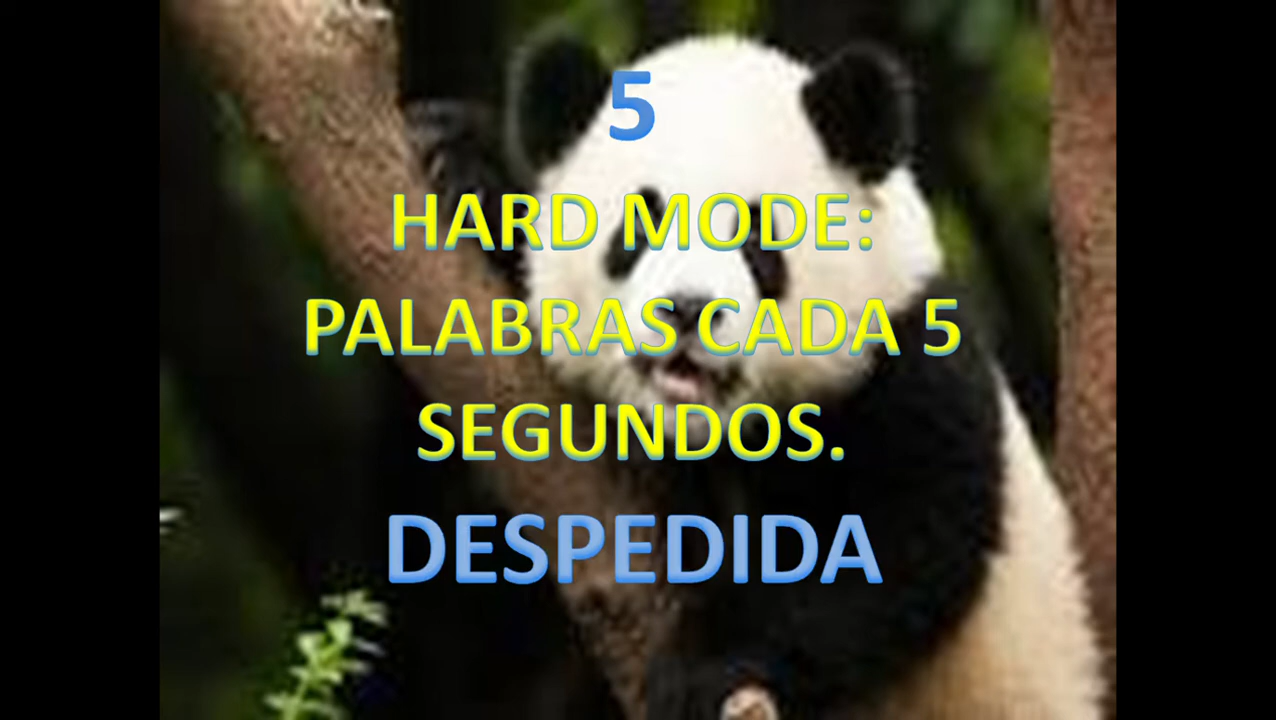 5
HARD MODE:
PALABRAS CADA 5
SEGUNDOS.
DESPEDIDA